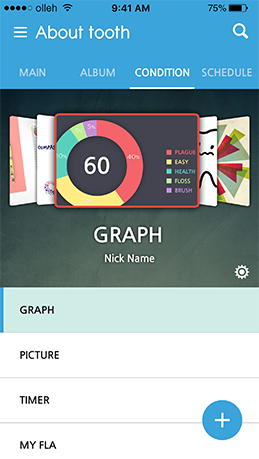 olleh 9:41 AM 75%
About tooth
MAIN ALBUM CONDITION SCHEDULE
5%
10%
40%
60
PLAGUE
EASY
HEALTH
FLOSS
BRUSH
GRAPH
Nick Name
GRAPH
PICTURE
TIMER
MY FLA